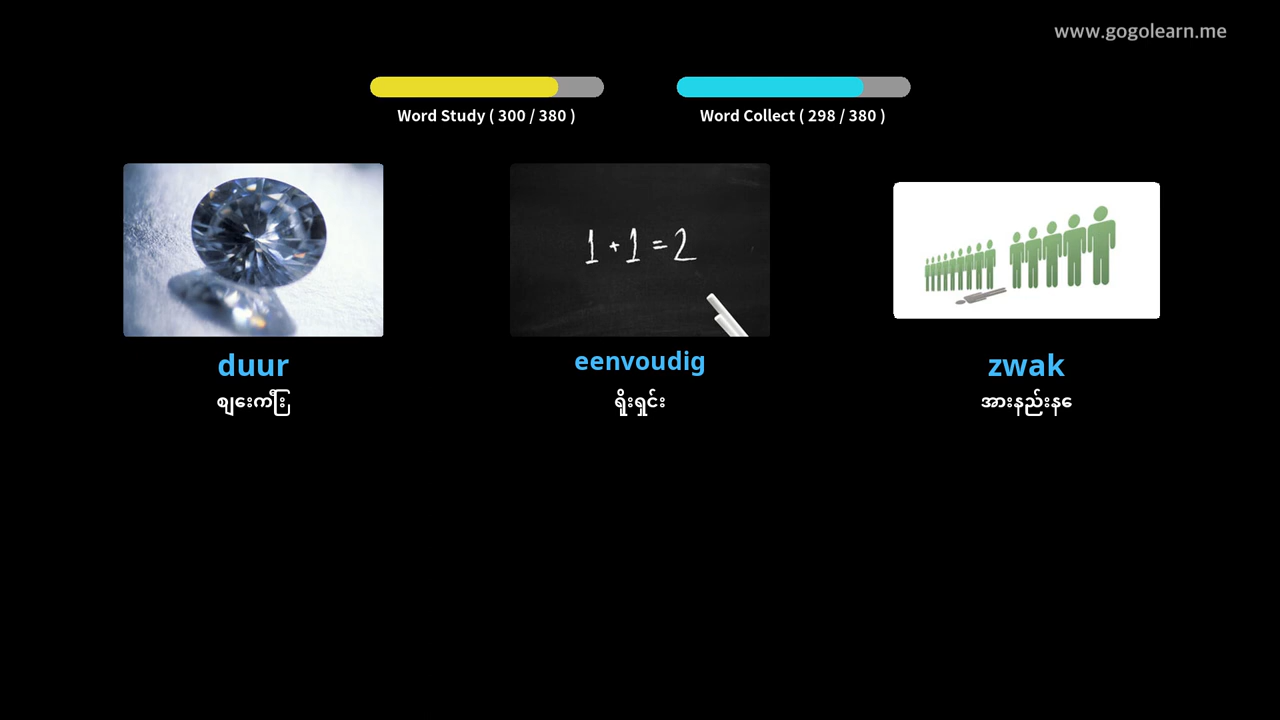 www.gogolearn.me
Word Study ( 300 / 380 )
Word Collect ( 298 / 380 )
1 + 1 = 2
duur
eenvoudig
zwak
ဈေးကြီး
ရိုးရှင်း
အားနည်းနေ